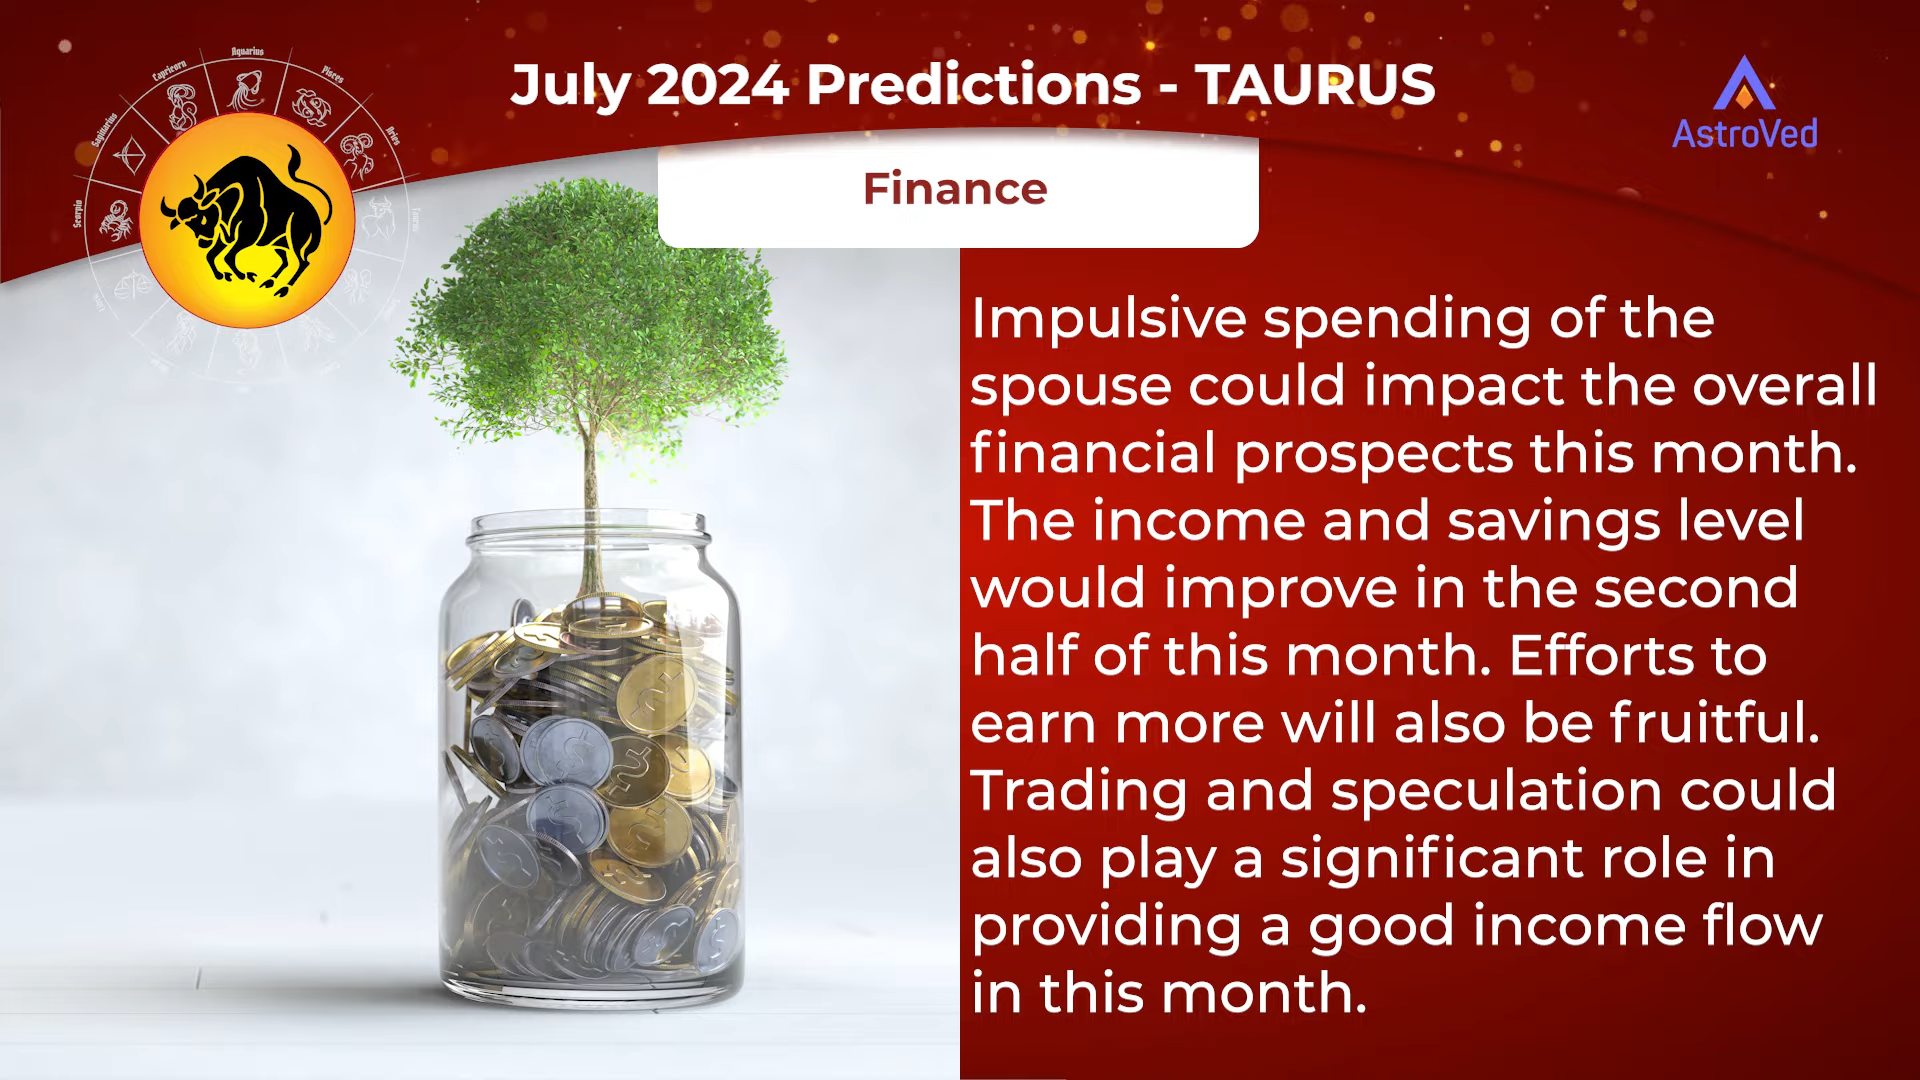 July 2024 Predictions - TAURUS
AstroVed
Finance
Aquarius
Capricorn
Pisces
Sagittarius
Aries
Scorpio
Taurus
Impulsive spending of the
spouse could impact the overall
financial prospects this month.
The income and savings level
would improve in the second
half of this month. Efforts to
earn more will also be fruitful.
Trading and speculation could
also play a significant role in
providing a good income flow
in this month.